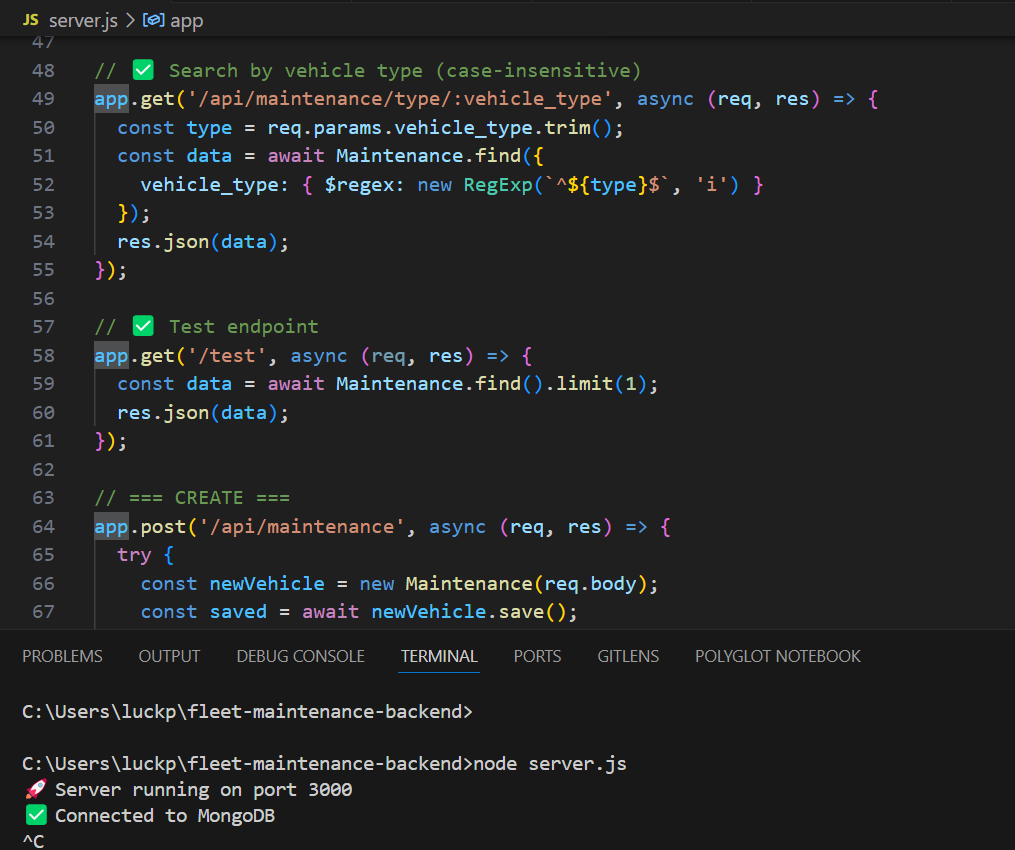 JS server.js > app
47
48 // ✅ Search by vehicle type (case-insensitive)
49 app.get('/api/maintenance/type/:vehicle_type', async (req, res) => {
50 const type = req.params.vehicle_type.trim();
51 const data = await Maintenance.find({
52 vehicle_type: { $regex: new RegExp(`^${type}$`, 'i') }
53 });
54 res.json(data);
55 });
56
57 // ✅ Test endpoint
58 app.get('/test', async (req, res) => {
59 const data = await Maintenance.find().limit(1);
60 res.json(data);
61 });
62
63 // === CREATE ===
64 app.post('/api/maintenance', async (req, res) => {
65 try {
66 const newVehicle = new Maintenance(req.body);
67 const saved = await newVehicle.save();
PROBLEMS OUTPUT DEBUG CONSOLE TERMINAL PORTS GITLENS POLYGLOT NOTEBOOK
C:\Users\luckp\fleet-maintenance-backend>
C:\Users\luckp\fleet-maintenance-backend>node server.js
🚀 Server running on port 3000
✅ Connected to MongoDB
^C